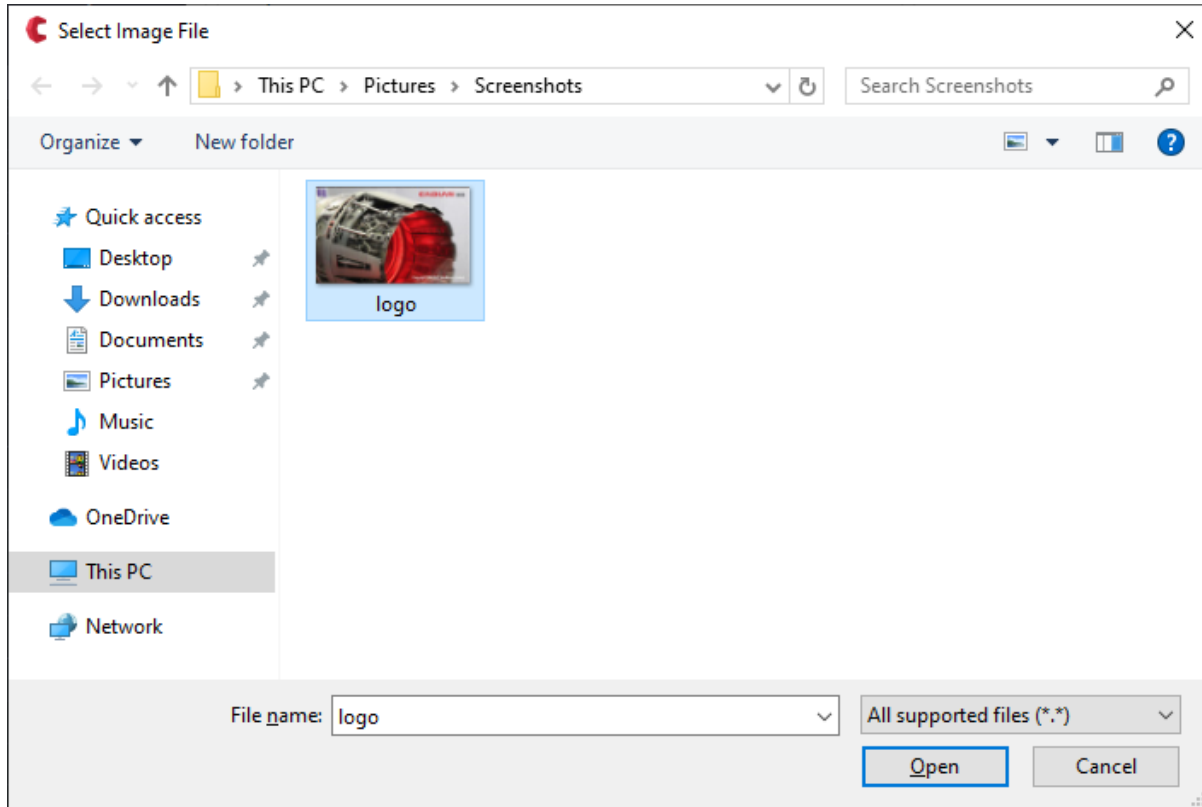 Select Image File
This PC > Pictures > Screenshots
Search Screenshots
Organize
New folder
?
Quick access
Desktop
Downloads
Documents
Pictures
Music
Videos
OneDrive
This PC
Network
logo
File name: logo
All supported files (*.*)
Open
Cancel